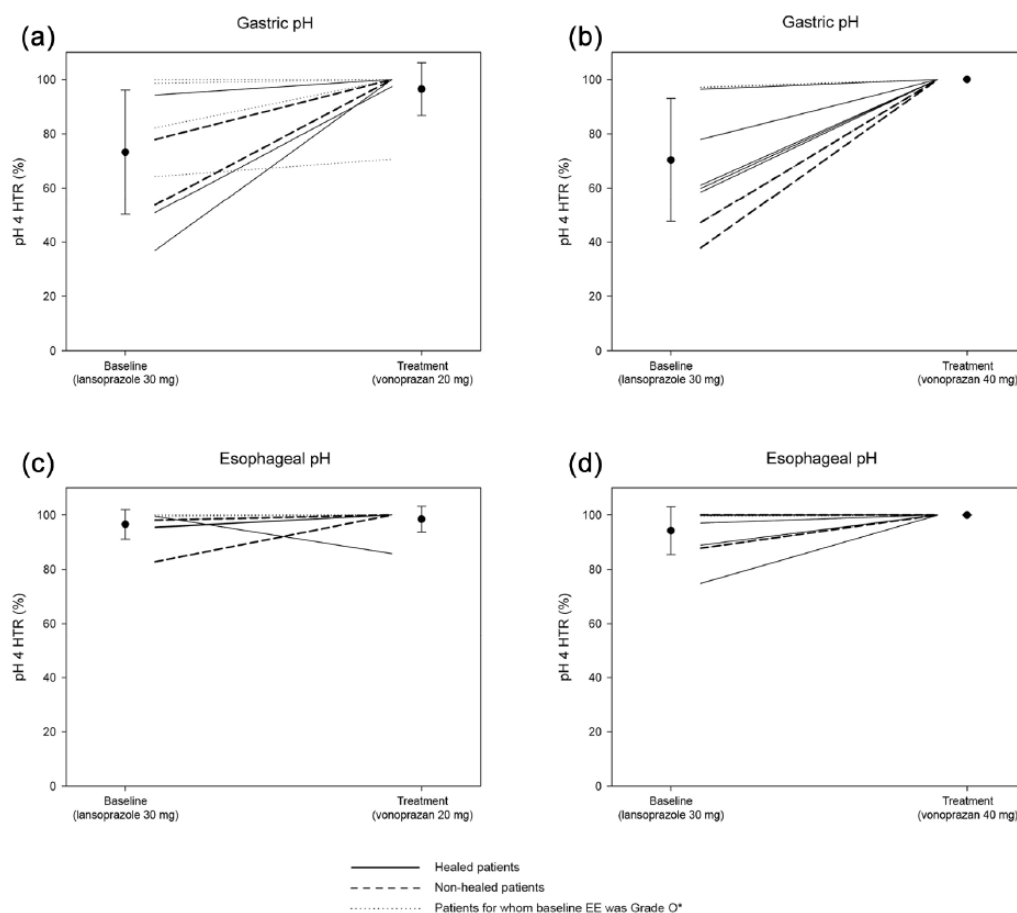 (a)
Gastric pH
pH 4 HTR (%)
100
80
60
40
20
0
Baseline
(lansoprazole 30 mg)
Treatment
(vonoprazan 20 mg)
(b)
Gastric pH
pH 4 HTR (%)
100
80
60
40
20
0
Baseline
(lansoprazole 30 mg)
Treatment
(vonoprazan 40 mg)
(c)
Esophageal pH
pH 4 HTR (%)
100
80
60
40
20
0
Baseline
(lansoprazole 30 mg)
Treatment
(vonoprazan 20 mg)
(d)
Esophageal pH
pH 4 HTR (%)
100
80
60
40
20
0
Baseline
(lansoprazole 30 mg)
Treatment
(vonoprazan 40 mg)
Healed patients
Non-healed patients
Patients for whom baseline EE was Grade O*